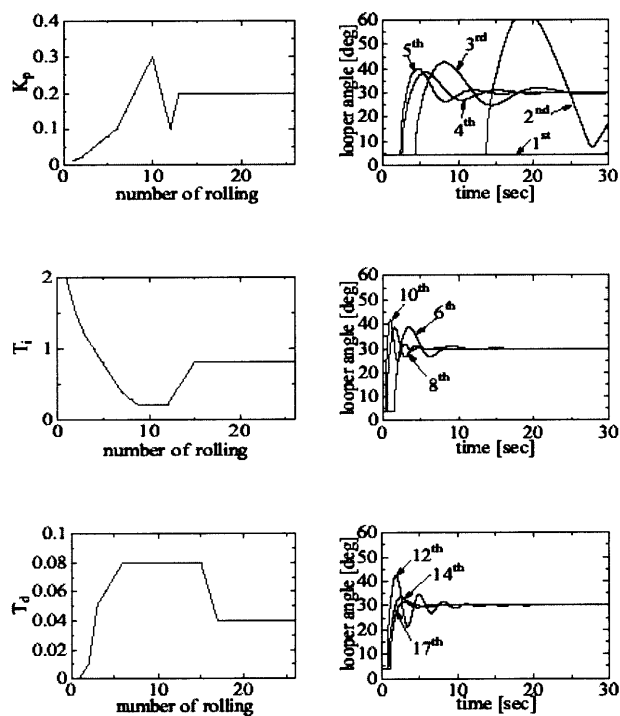 0.4
0.3
0.2
0.1
0
K_p
0 10 20
number of rolling
60
50
40
30
20
10
0
looper angle [deg]
5th
3rd
4th
2nd
1st
0 10 20 30
time [sec]
2
1
0
T_i
0 10 20
number of rolling
60
50
40
30
20
10
0
looper angle [deg]
10th
6th
8th
0 10 20 30
time [sec]
0.1
0.08
0.06
0.04
0.02
0
T_d
0 10 20
number of rolling
60
50
40
30
20
10
0
looper angle [deg]
12th
14th
17th
0 10 20 30
time [sec]